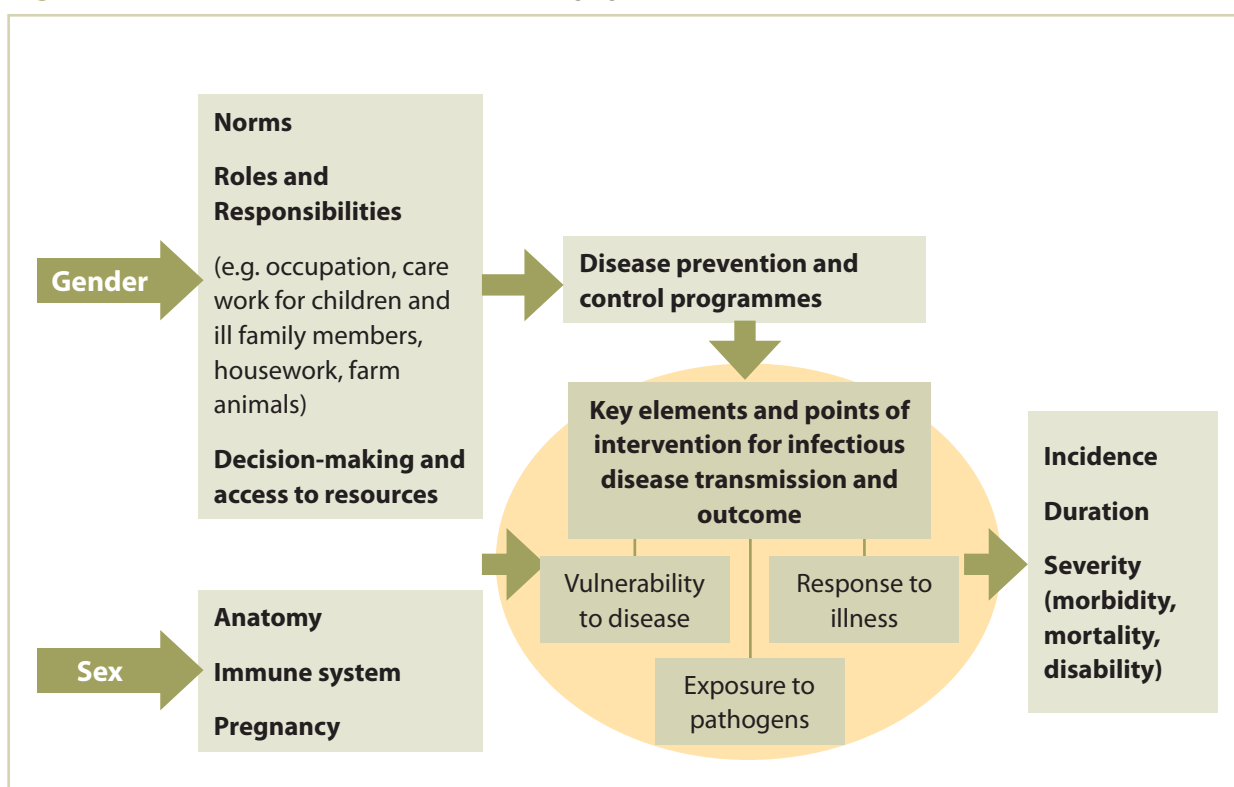 Gender
Norms
Roles and
Responsibilities
(e.g. occupation, care
work for children and
ill family members,
housework, farm
animals)
Decision-making and
access to resources
Disease prevention and
control programmes
Key elements and points of
intervention for infectious
disease transmission and
outcome
Vulnerability
to disease
Response to
illness
Exposure to
pathogens
Sex
Anatomy
Immune system
Pregnancy
Incidence
Duration
Severity
(morbidity,
mortality,
disability)